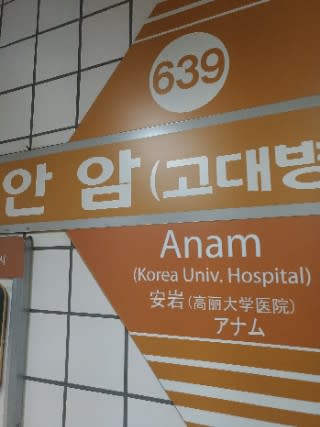 639
안암(고대병
Anam
(Korea Univ. Hospital)
安岩(高丽大学医院)
アナム